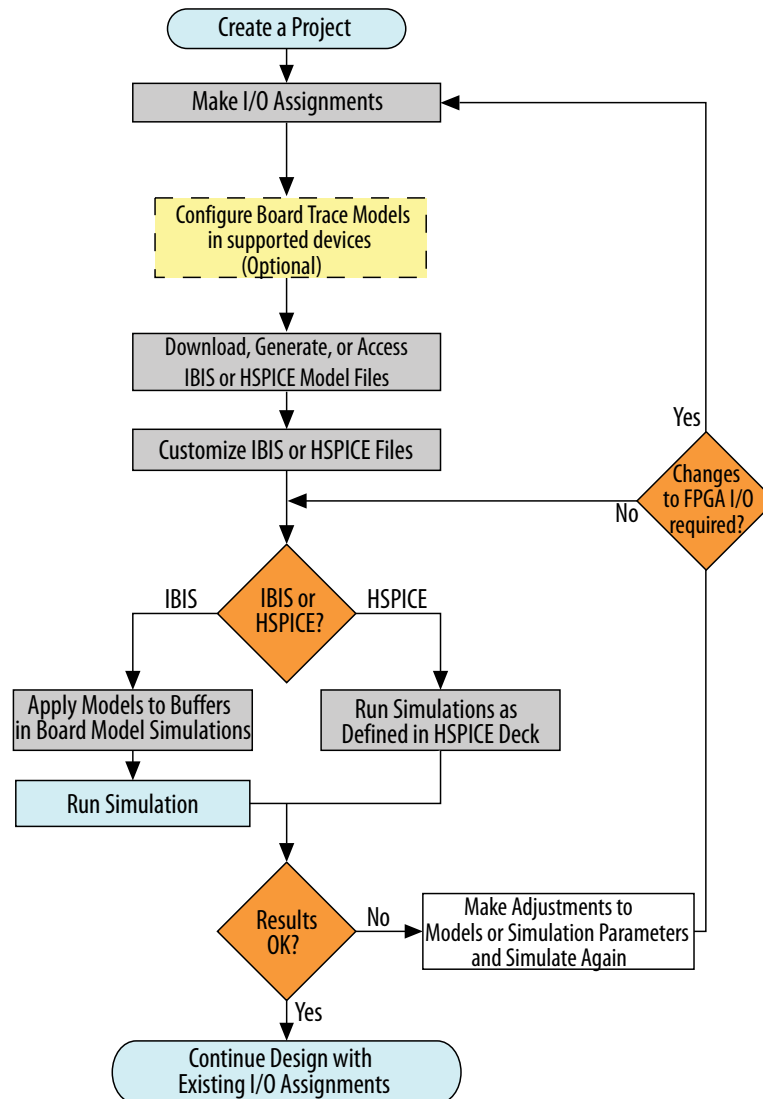 Create a Project
Make I/O Assignments
Configure Board Trace Models
in supported devices
(Optional)
Download, Generate, or Access
IBIS or HSPICE Model Files
Customize IBIS or HSPICE Files
Yes
Changes
to FPGA I/O
required?
No
IBIS
IBIS or
HSPICE?
HSPICE
Apply Models to Buffers
in Board Model Simulations
Run Simulations as
Defined in HSPICE Deck
Run Simulation
Results
OK?
No
Make Adjustments to
Models or Simulation Parameters
and Simulate Again
Yes
Continue Design with
Existing I/O Assignments